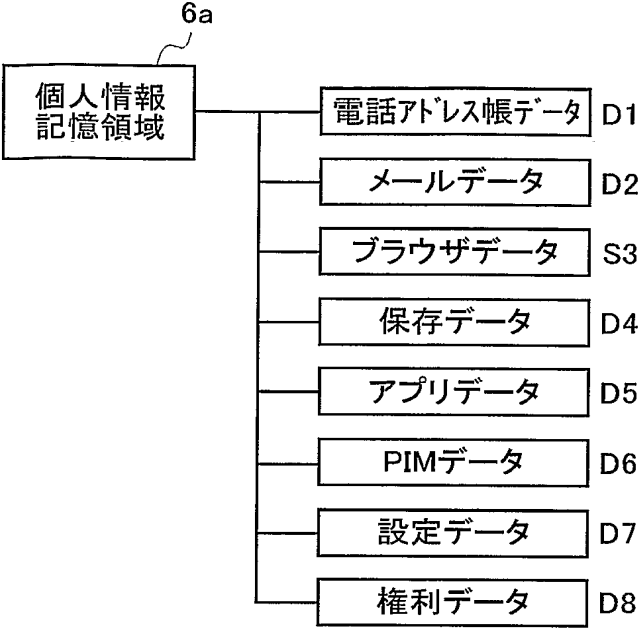 6a
個人情報
記憶領域
電話アドレス帳データ D1
メールデータ D2
ブラウザデータ S3
保存データ D4
アプリデータ D5
PIMデータ D6
設定データ D7
権利データ D8